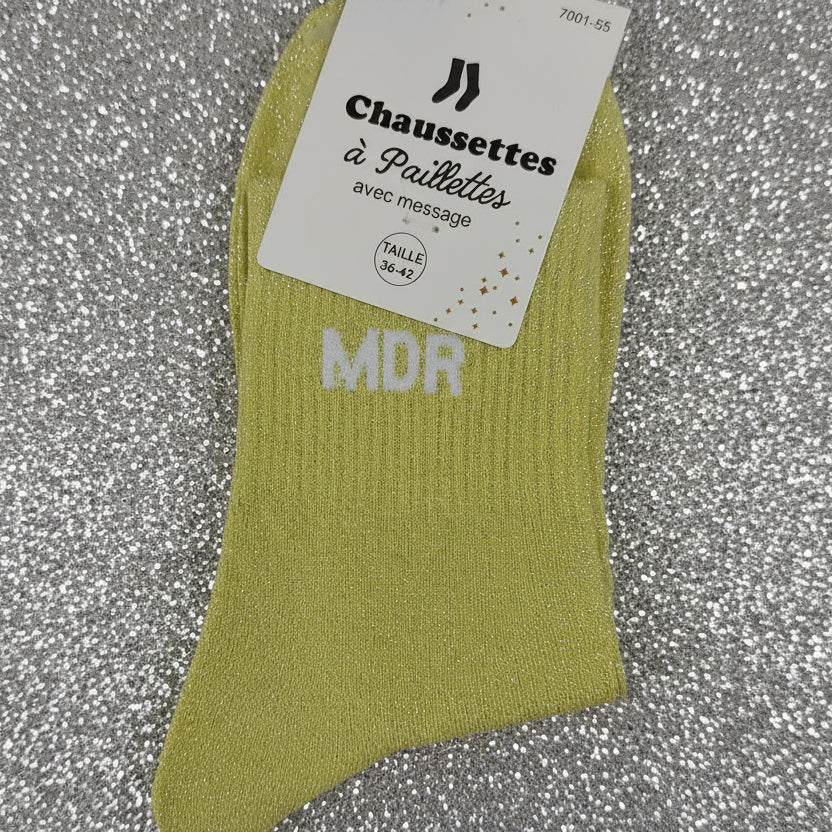 7001-55
Chaussettes
à Paillettes
avec message
TAILLE
36-42
MDR